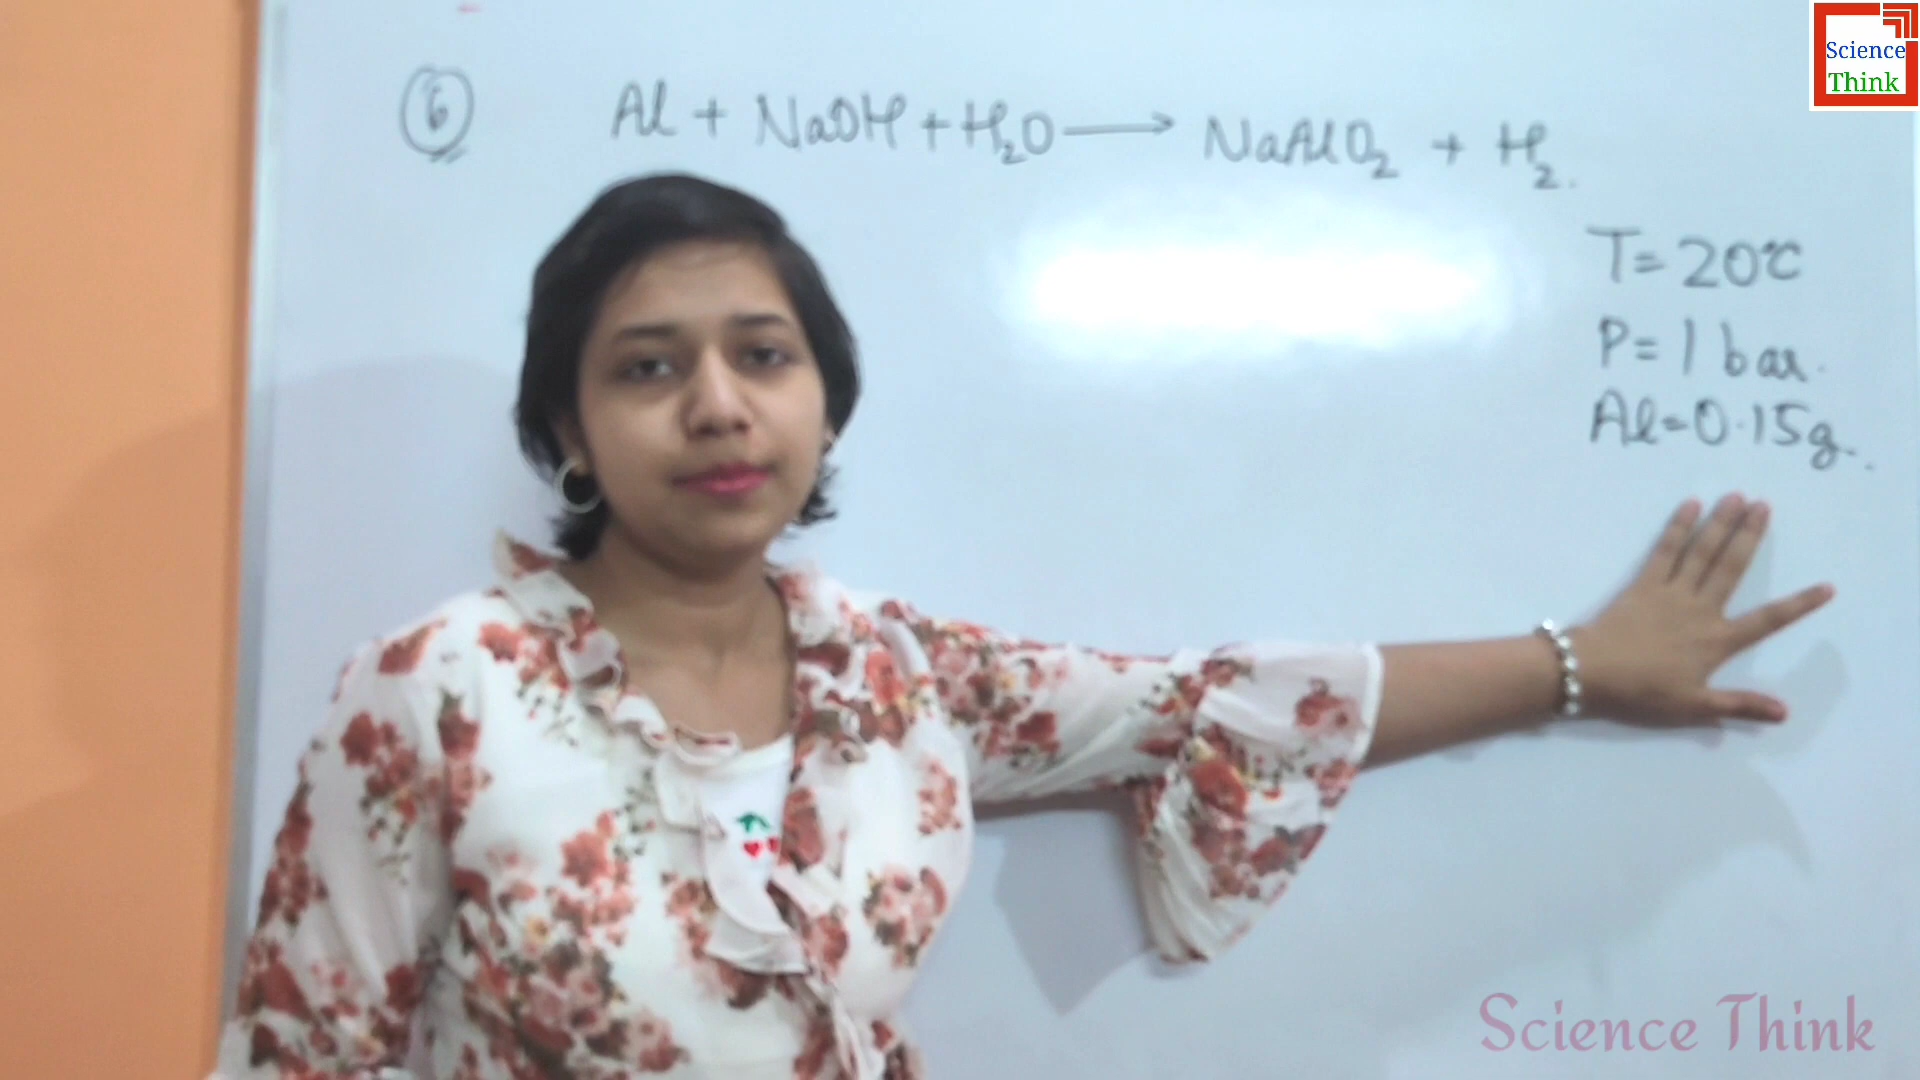 Science
Think
6 Al + NaOH + H₂O ⟶ NaAlO₂ + H₂.
T= 20°C
P= 1 bar.
Al=0.15g.
Science Think